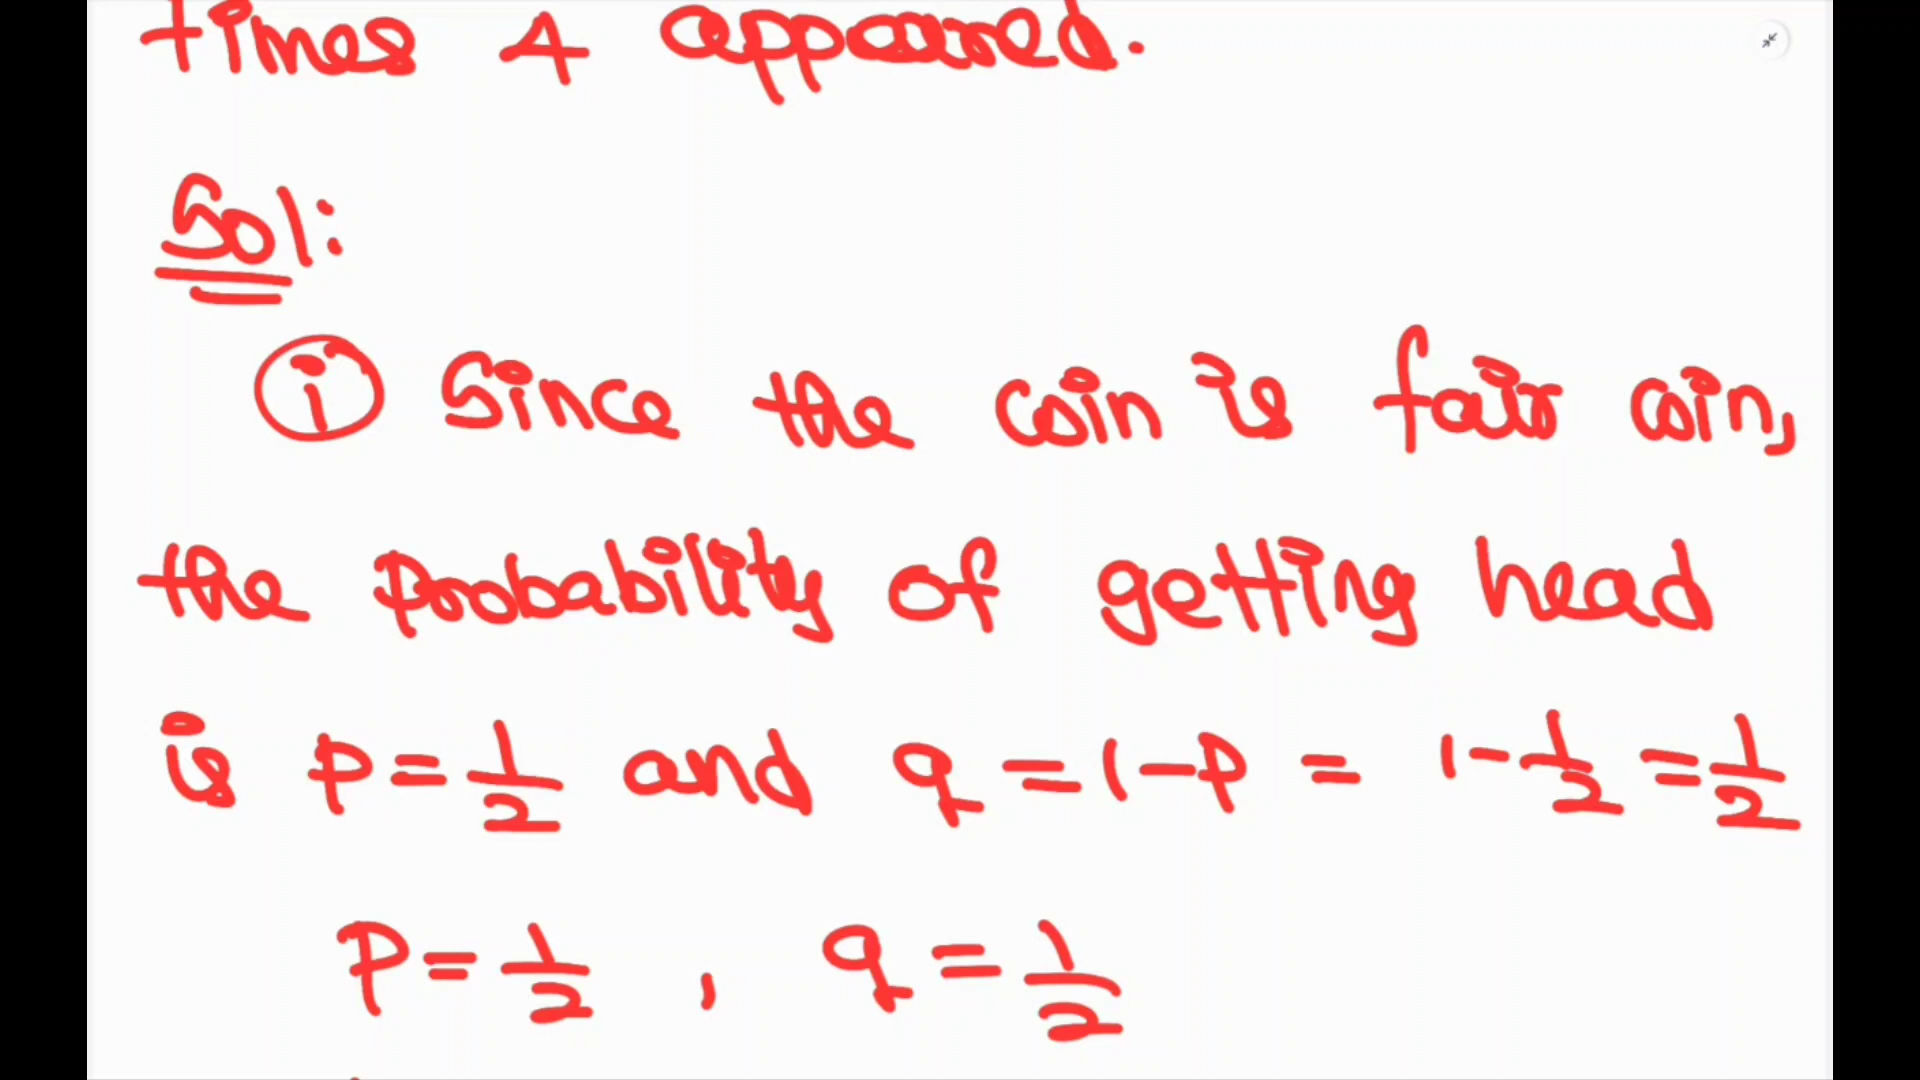 times 4 appeared.
Sol:
i Since the coin is fair coin,
the probability of getting head
is p = 1/2 and q = 1 - p = 1 - 1/2 = 1/2
P = 1/2 , q = 1/2